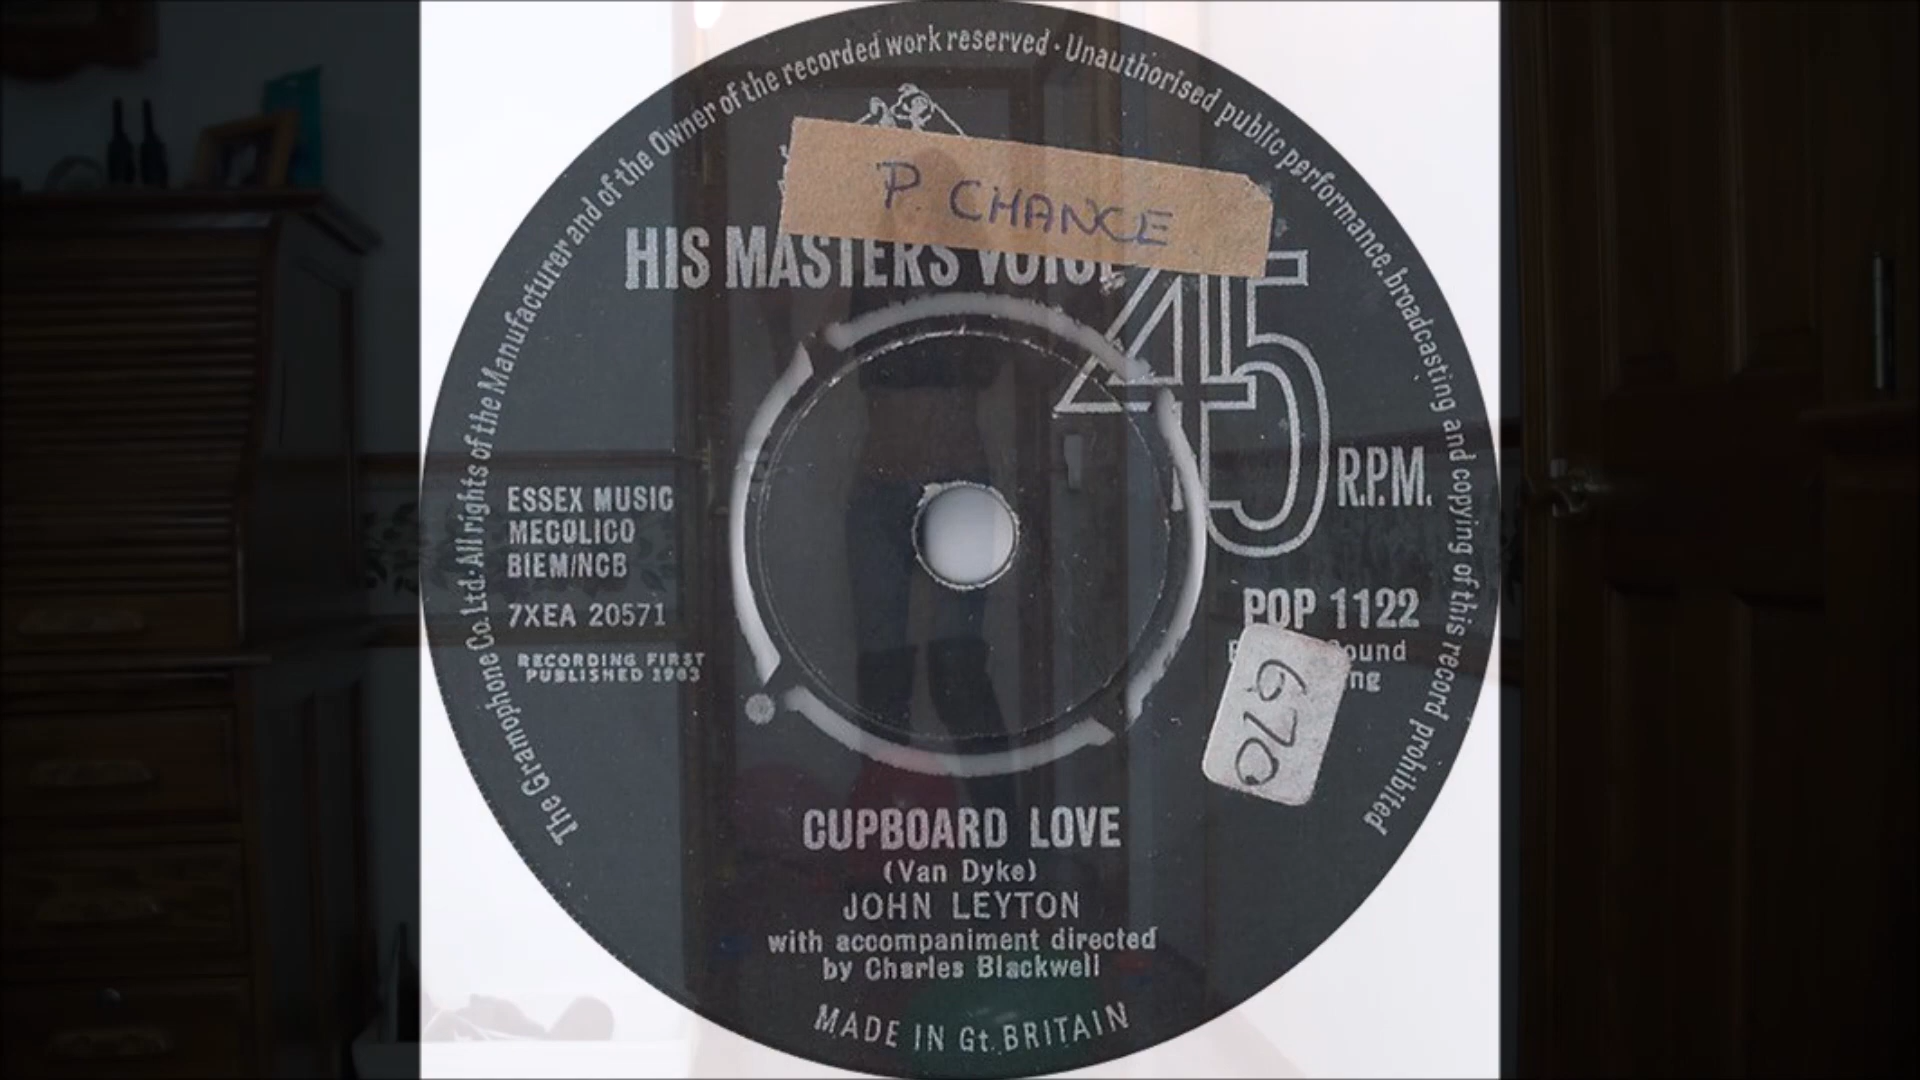 The Gramophone Co. Ltd. All rights of the Manufacturer and of the Owner of the recorded work reserved · Unauthorised public performance, broadcasting and copying of this record prohibited
P. CHANCE
HIS MASTERS VOICE
45
R.P.M.
ESSEX MUSIC
MECOLICO
BIEM/NCB
7XEA 20571
RECORDING FIRST
PUBLISHED 1963
POP 1122
670
CUPBOARD LOVE
(Van Dyke)
JOHN LEYTON
with accompaniment directed
by Charles Blackwell
MADE IN Gt. BRITAIN